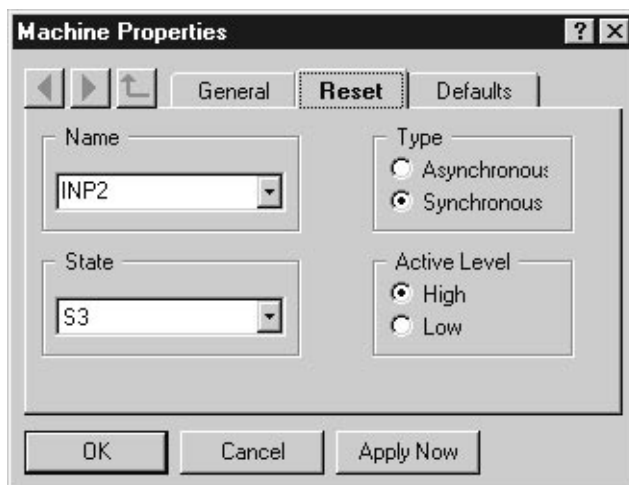 Machine Properties
General Reset Defaults
Name
INP2
Type
Asynchronous
Synchronous
State
S3
Active Level
High
Low
OK Cancel Apply Now